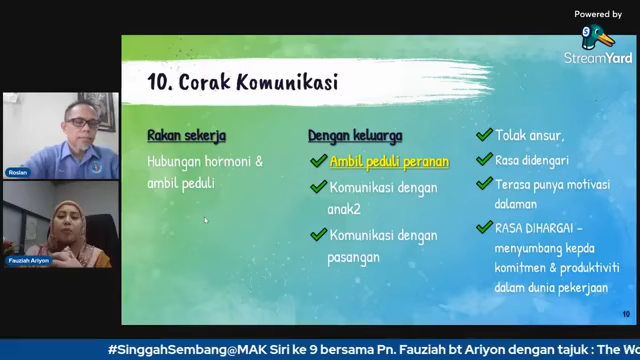 Powered by
StreamYard
10. Corak Komunikasi
Rakan sekerja
Hubungan hormoni &
ambil peduli
Dengan keluarga
Ambil peduli peranan
Komunikasi dengan
anak2
Komunikasi dengan
pasangan
Tolak ansur,
Rasa didengari
Terasa punya motivasi
dalaman
RASA DIHARGAI –
menyumbang kepda
komitmen & produktiviti
dalam dunia pekerjaan
10
Roslen
Fauziah Ariyon
#SinggahSembang@MAK Siri ke 9 bersama Pn. Fauziah bt Ariyon dengan tajuk : The Wo